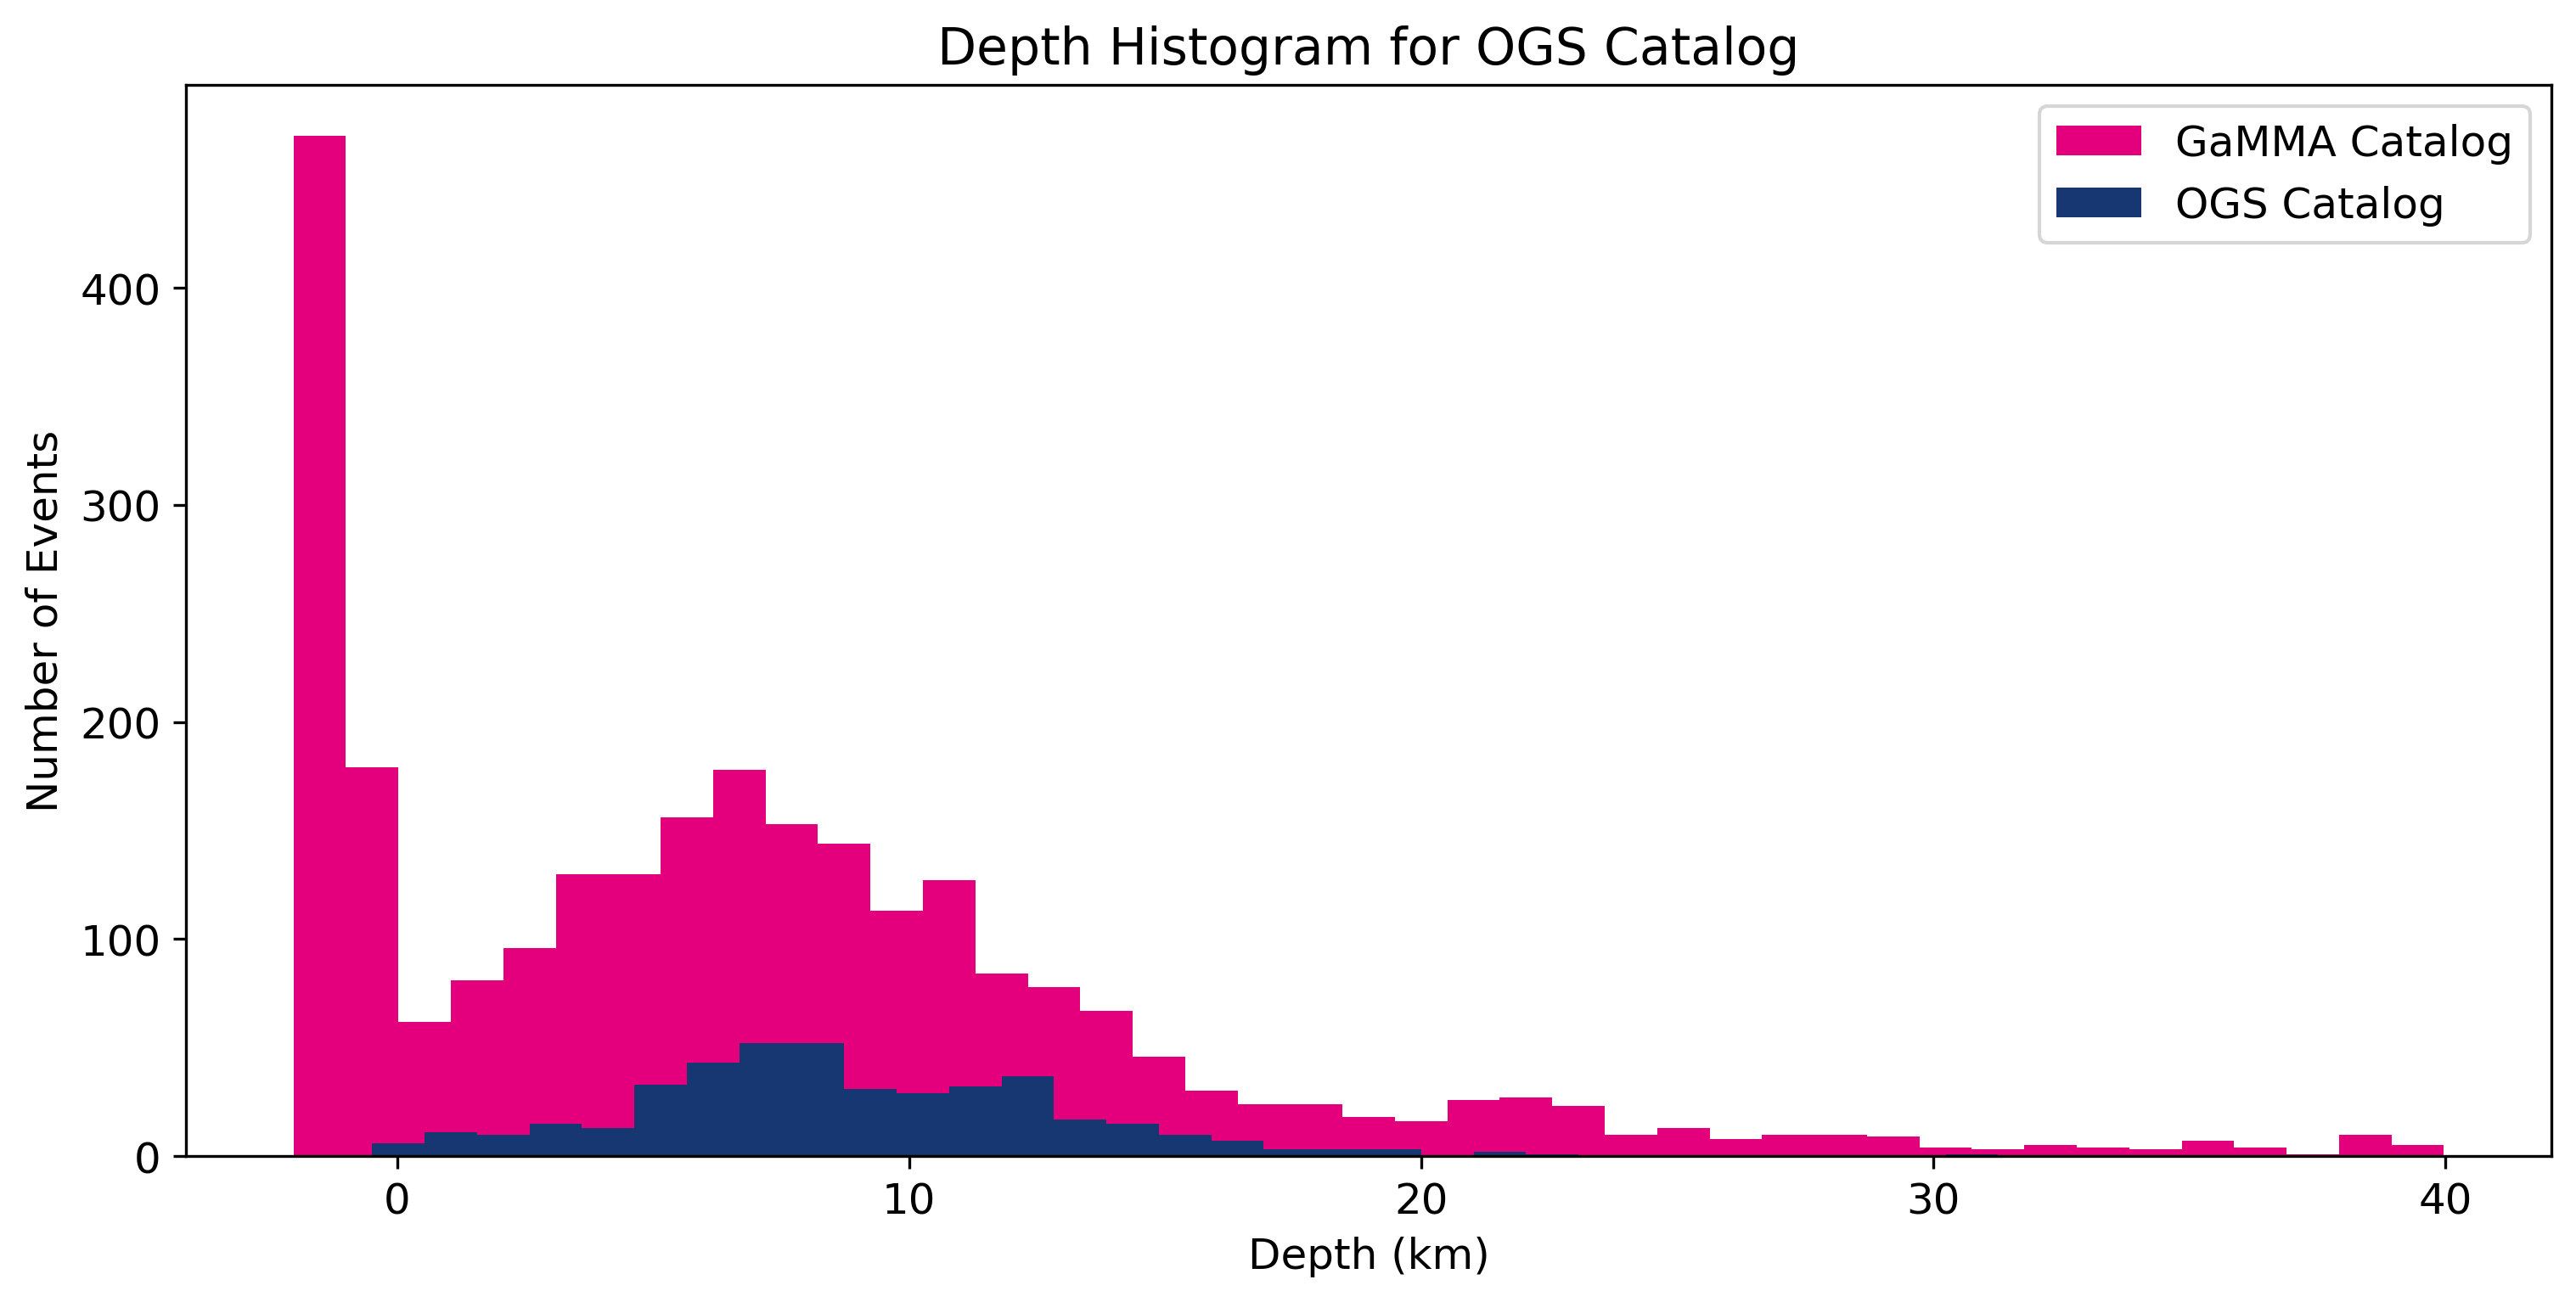 Depth Histogram for OGS Catalog
GaMMA Catalog
OGS Catalog
Number of Events
400
300
200
100
0
0 10 20 30 40
Depth (km)